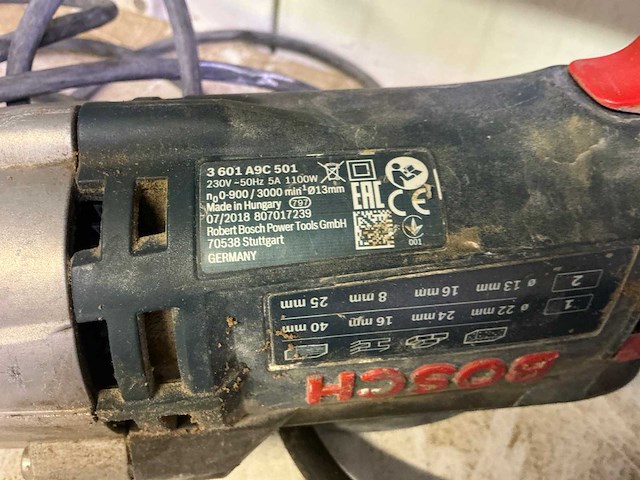 3 601 A9C 501
230V ~50Hz 5A 1100W
n0 0-900 / 3000 min⁻¹ Ø13mm
Made in Hungary 797
07/2018 807017239
Robert Bosch Power Tools GmbH
70538 Stuttgart
GERMANY
EAC
CE
001
1 ø 22 mm 24 mm 16 mm 40 mm
2 ø 13 mm 16 mm 8 mm 25 mm
BOSCH